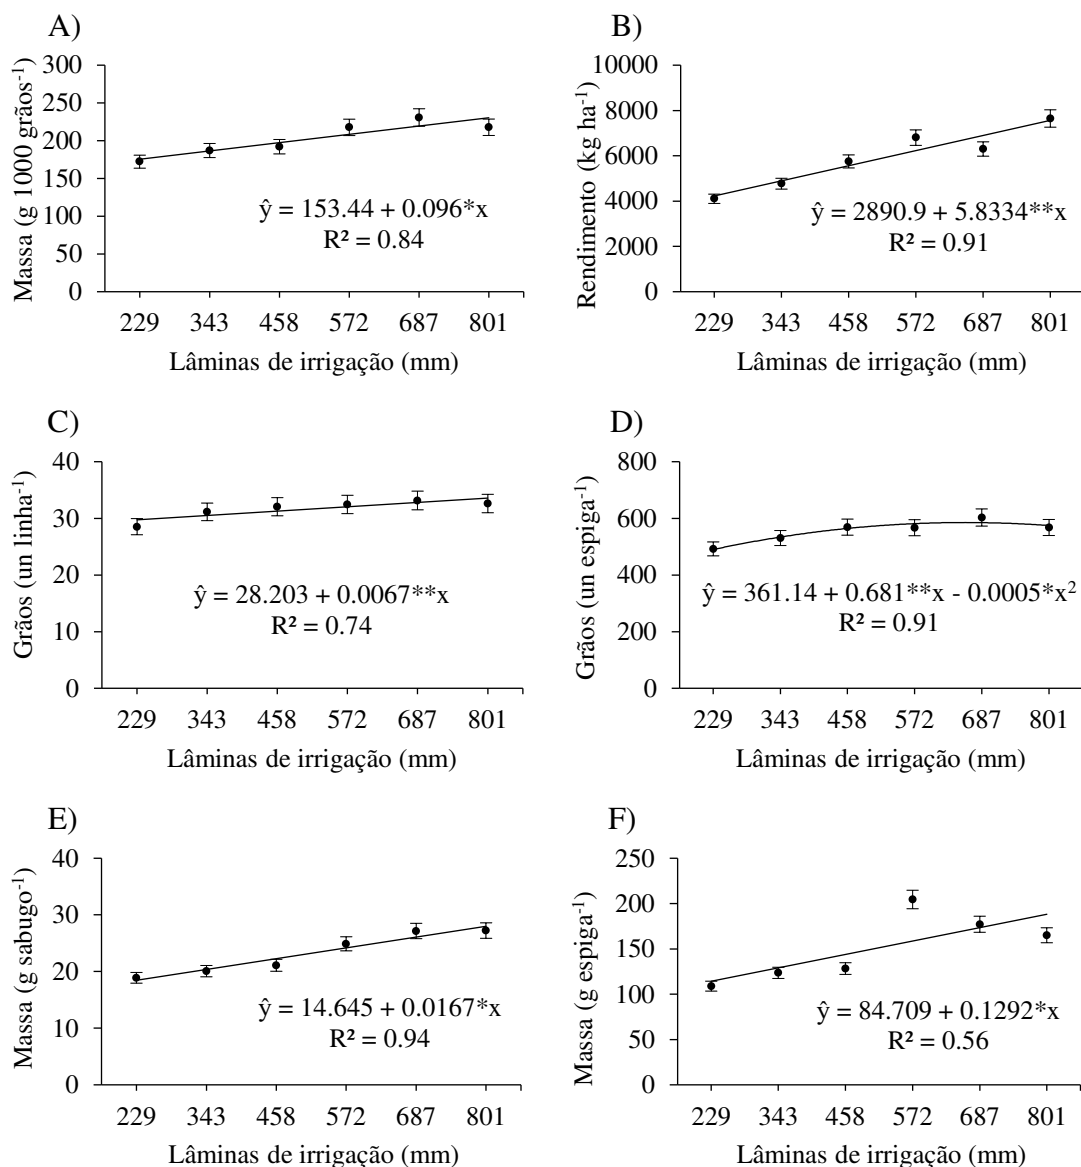 A)
Massa (g 1000 grãos⁻¹)
300
250
200
150
100
50
0
ŷ = 153.44 + 0.096*x
R² = 0.84
229 343 458 572 687 801
Lâminas de irrigação (mm)
B)
Rendimento (kg ha⁻¹)
10000
8000
6000
4000
2000
0
ŷ = 2890.9 + 5.8334**x
R² = 0.91
229 343 458 572 687 801
Lâminas de irrigação (mm)
C)
Grãos (un linha⁻¹)
40
30
20
10
0
ŷ = 28.203 + 0.0067**x
R² = 0.74
229 343 458 572 687 801
Lâminas de irrigação (mm)
D)
Grãos (un espiga⁻¹)
800
600
400
200
0
ŷ = 361.14 + 0.681**x - 0.0005*x²
R² = 0.91
229 343 458 572 687 801
Lâminas de irrigação (mm)
E)
Massa (g sabugo⁻¹)
40
30
20
10
0
ŷ = 14.645 + 0.0167*x
R² = 0.94
229 343 458 572 687 801
Lâminas de irrigação (mm)
F)
Massa (g espiga⁻¹)
250
200
150
100
50
0
ŷ = 84.709 + 0.1292*x
R² = 0.56
229 343 458 572 687 801
Lâminas de irrigação (mm)